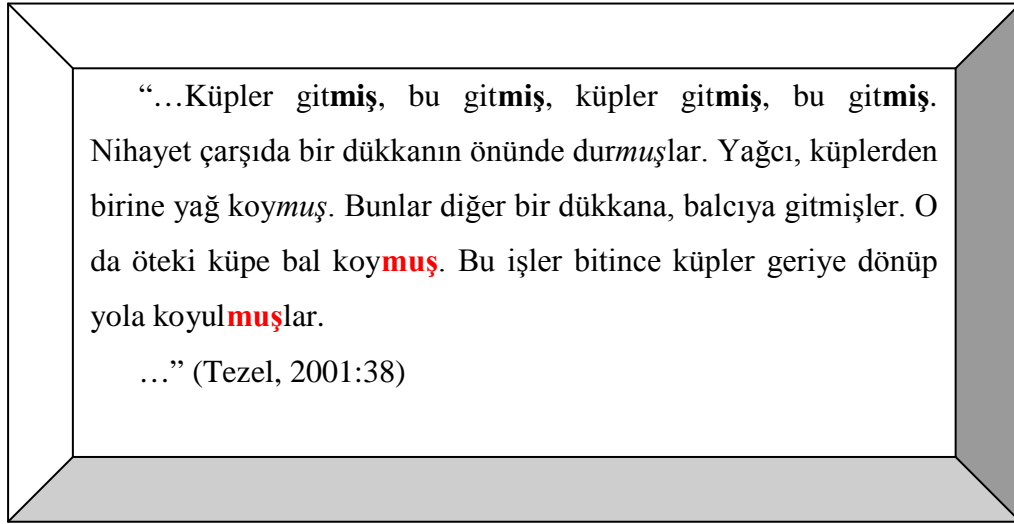 “…Küpler gitmiş, bu gitmiş, küpler gitmiş, bu gitmiş.
Nihayet çarşıda bir dükkanın önünde durmuşlar. Yağcı, küplerden
birine yağ koymuş. Bunlar diğer bir dükkana, balcıya gitmişler. O
da öteki küpe bal koymuş. Bu işler bitince küpler geriye dönüp
yola koyulmuşlar.
…” (Tezel, 2001:38)